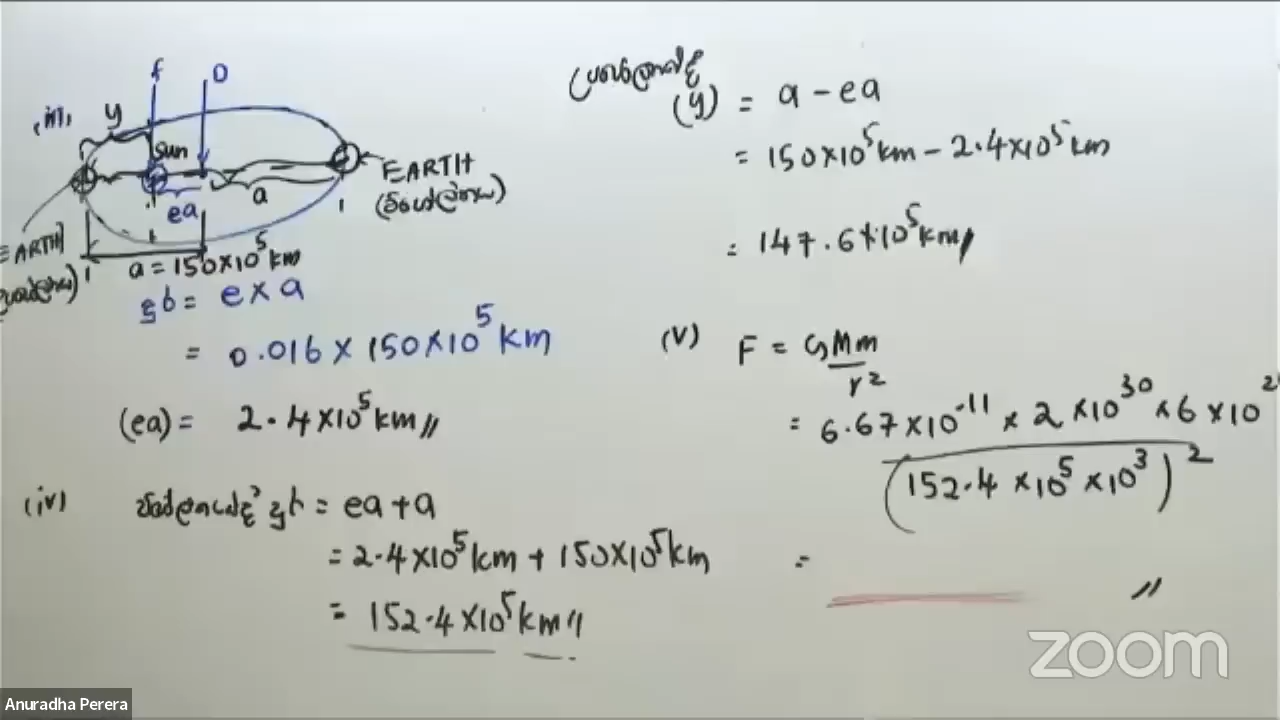 (iii)
y
f
O
Sun
ea
a
EARTH
EARTH
a = 150×10⁵ km
දුර = e × a
= 0.016 × 150×10⁵ km
(ea) = 2.4×10⁵ km //
(iv)
= ea + a
= 2.4×10⁵ km + 150×10⁵ km
= 152.4×10⁵ km //
(y) = a - ea
= 150×10⁵ km - 2.4×10⁵ km
= 147.6×10⁵ km //
(v) F = GMm
r²
= 6.67×10⁻¹¹ × 2×10³⁰ × 6×10²
(152.4 ×10⁵ ×10³)²
= //
zoom
Anuradha Perera